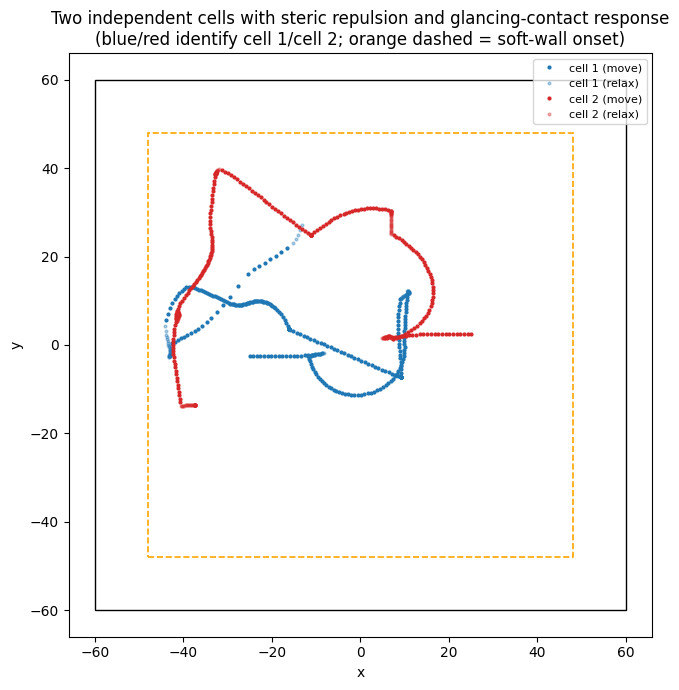 Two independent cells with steric repulsion and glancing-contact response
(blue/red identify cell 1/cell 2; orange dashed = soft-wall onset)
cell 1 (move)
cell 1 (relax)
cell 2 (move)
cell 2 (relax)
60
40
20
0
−20
−40
−60
y
−60 −40 −20 0 20 40 60
x